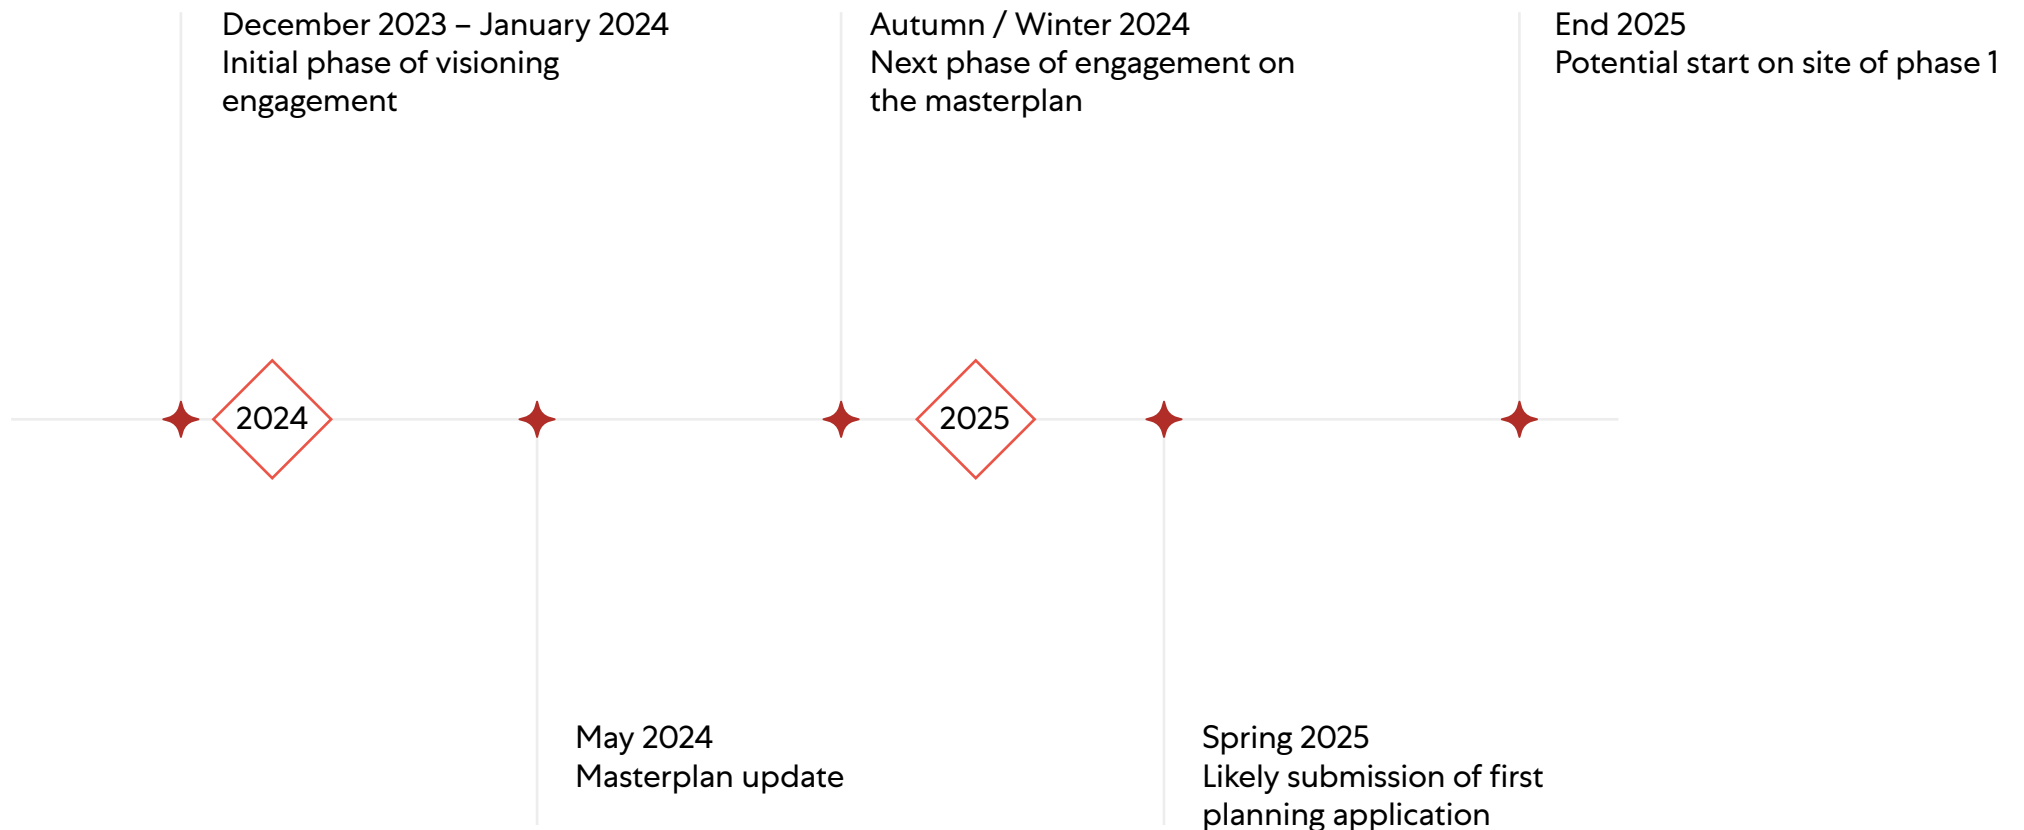 December 2023 – January 2024
Initial phase of visioning
engagement
Autumn / Winter 2024
Next phase of engagement on
the masterplan
End 2025
Potential start on site of phase 1
2024
2025
May 2024
Masterplan update
Spring 2025
Likely submission of first
planning application